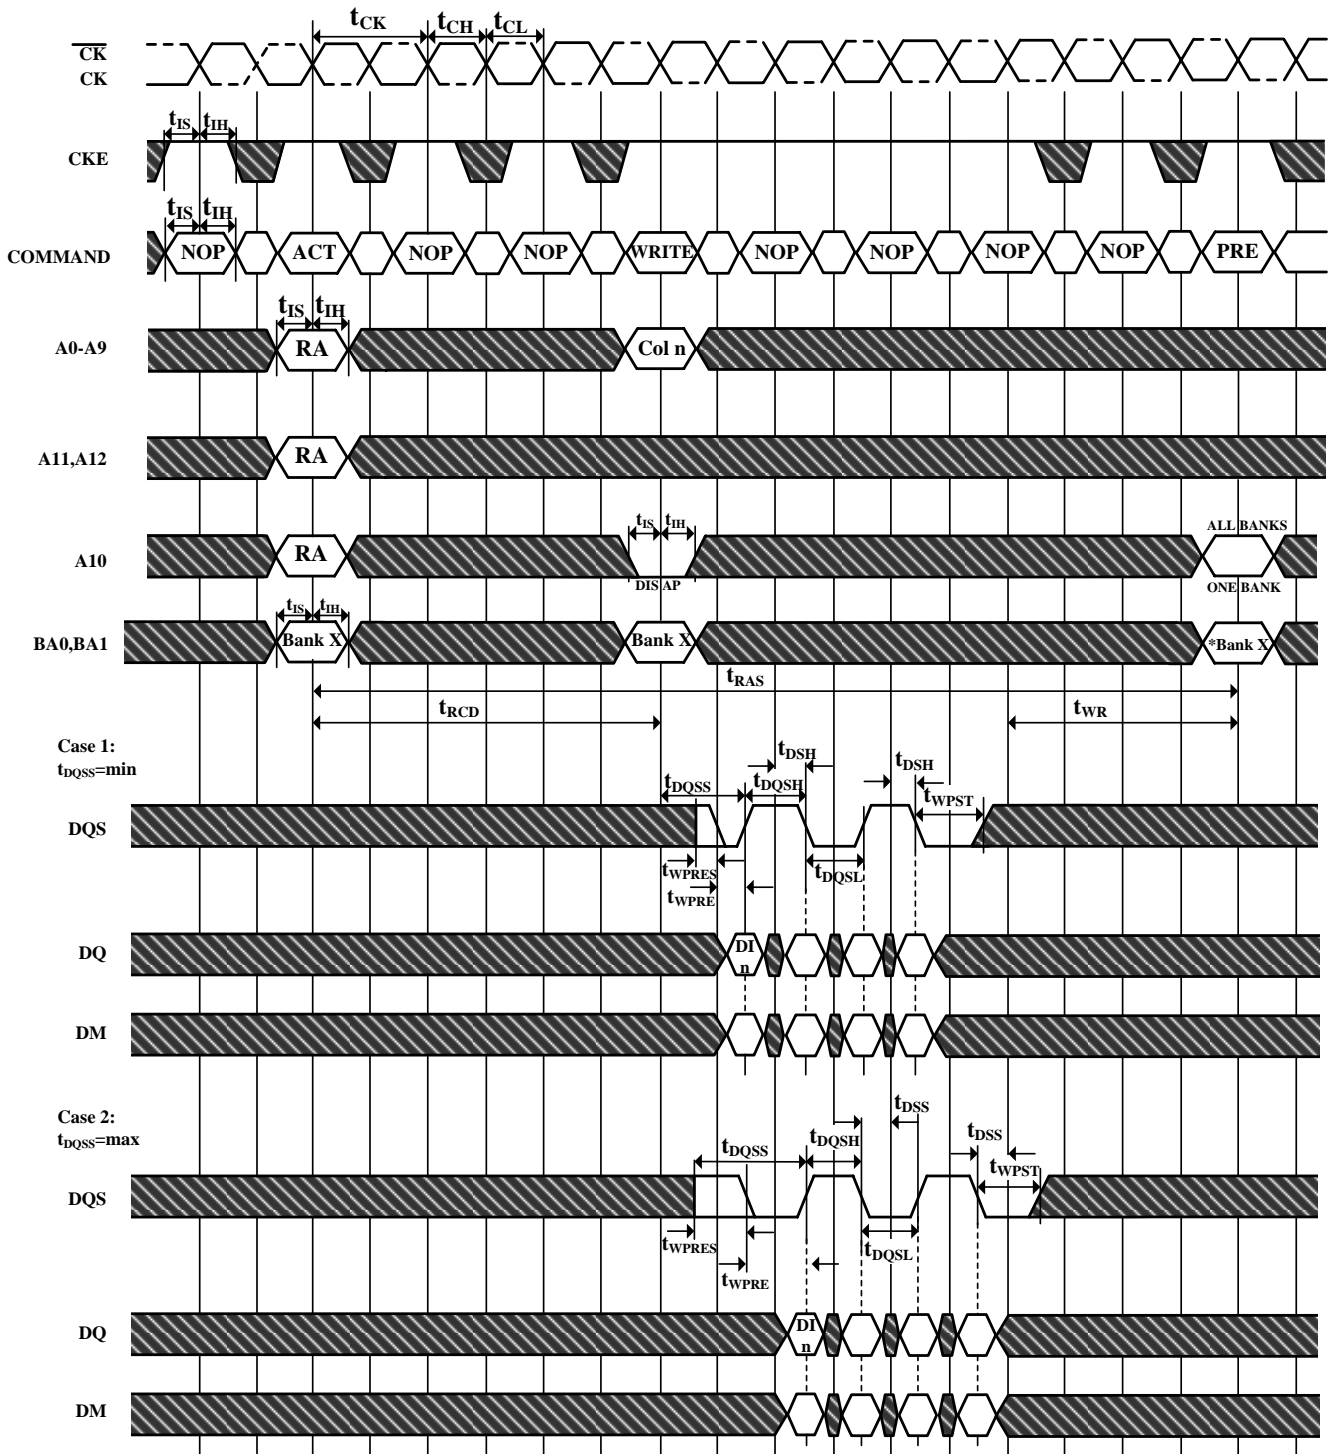 tCK tCH tCL
CK
CK
tIS tIH
CKE
tIS tIH
COMMAND NOP ACT NOP NOP WRITE NOP NOP NOP NOP PRE
tIS tIH
A0-A9 RA Col n
A11,A12 RA
tIS tIH ALL BANKS
A10 RA
DIS AP ONE BANK
tIS tIH
BA0,BA1 Bank X Bank X *Bank X
tRAS
tRCD tWR
Case 1:
tDQSS=min
tDSH tDSH
tDQSS tDQSH tWPST
DQS
tWPRES tDQSL
tWPRE
DQ DI
n
DM
Case 2:
tDQSS=max
tDSS tDSS
tDQSS tDQSH tWPST
DQS
tWPRES tDQSL
tWPRE
DQ DI
n
DM